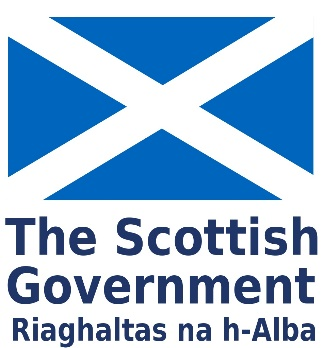 The Scottish
Government
Riaghaltas na h-Alba